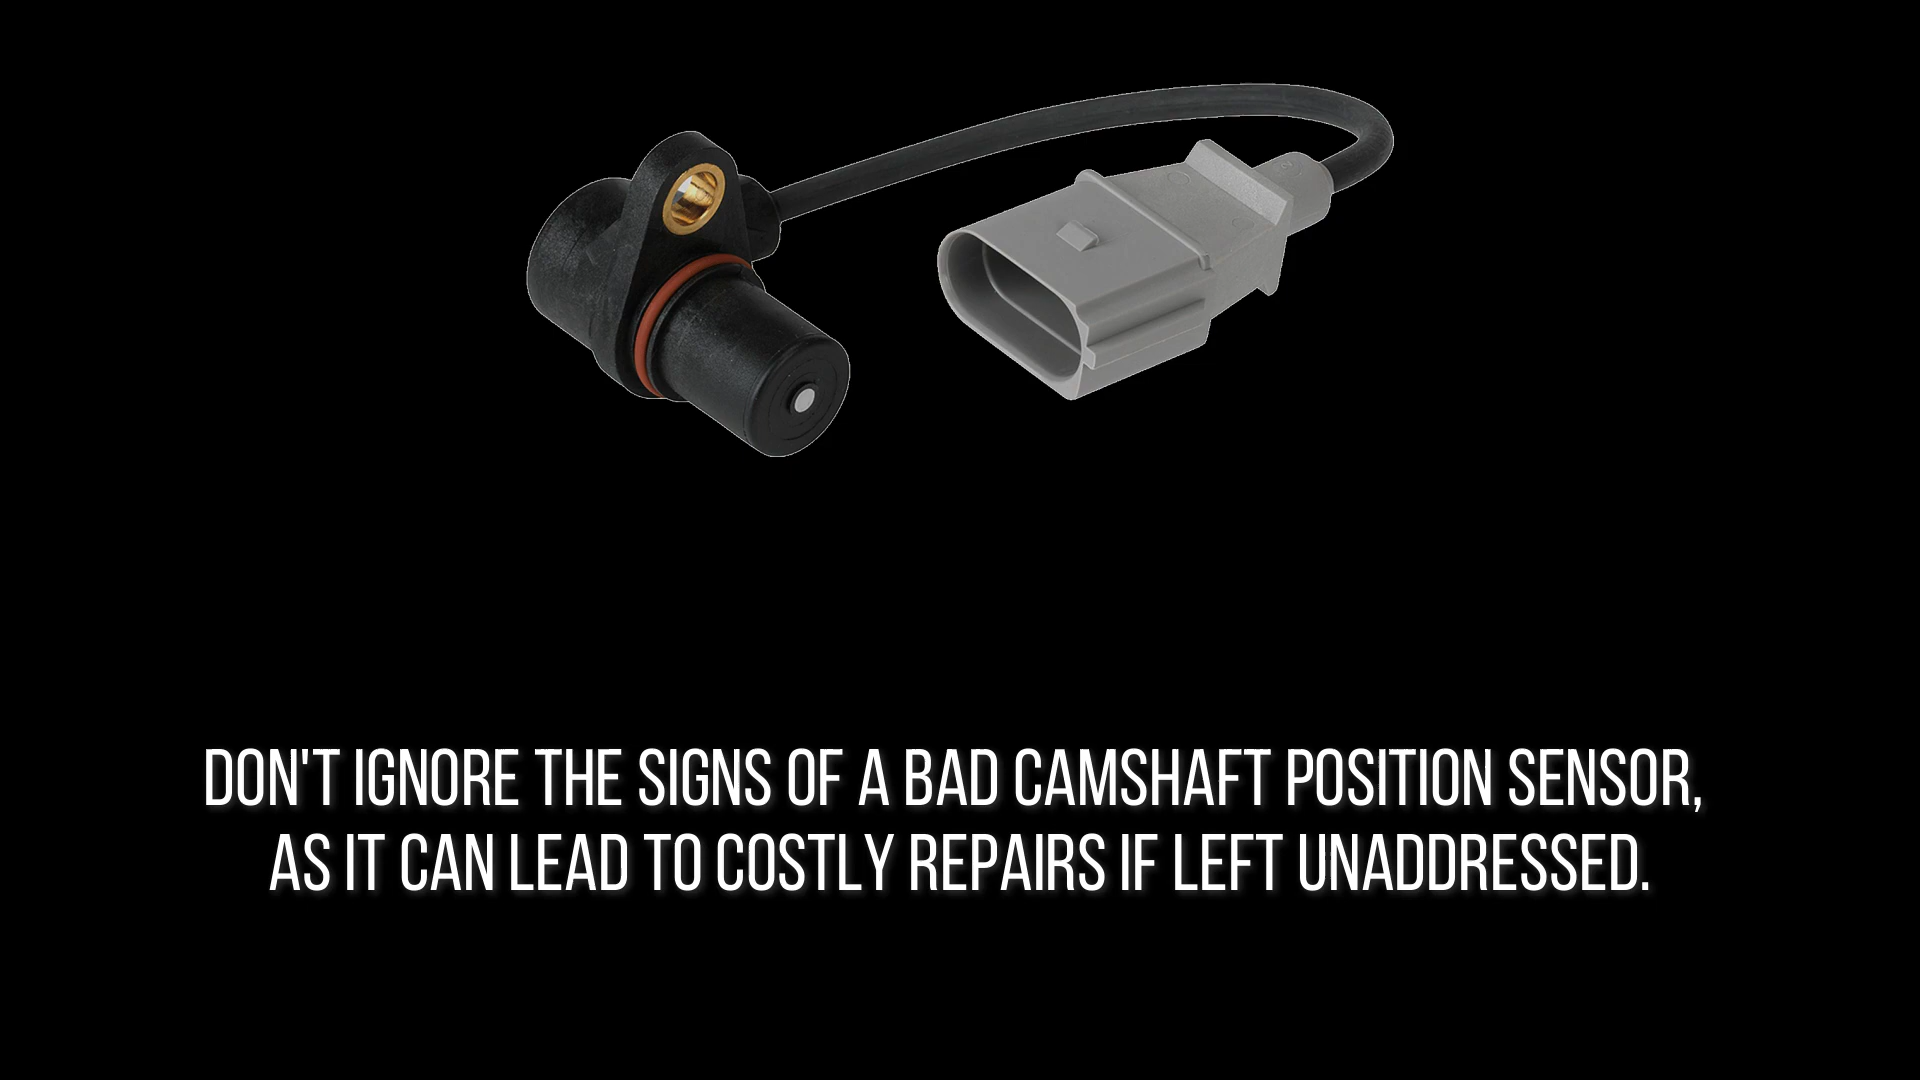 DON'T IGNORE THE SIGNS OF A BAD CAMSHAFT POSITION SENSOR,
AS IT CAN LEAD TO COSTLY REPAIRS IF LEFT UNADDRESSED.